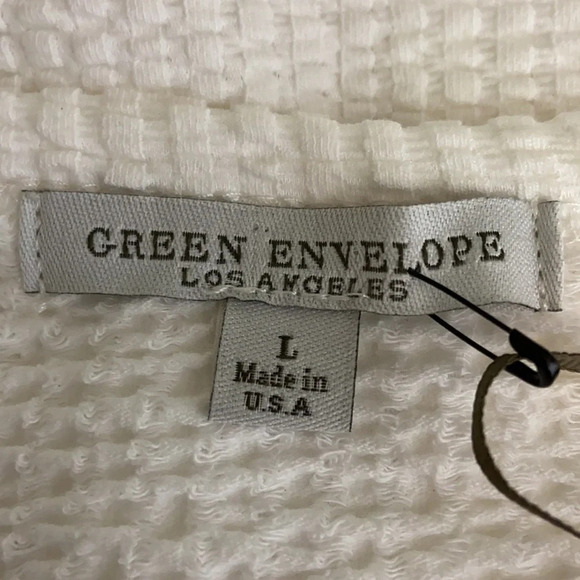 GREEN ENVELOPE
LOS ANGELES
L
Made in
U.S.A